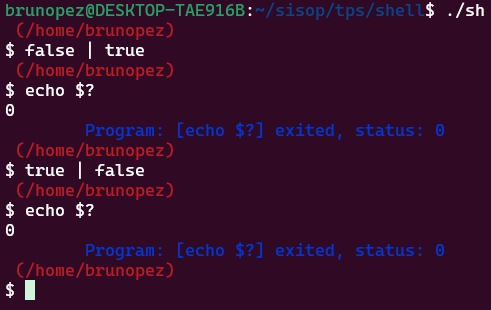 brunopez@DESKTOP-TAE916B:~/sisop/tps/shell$ ./sh
(/home/brunopez)
$ false | true
(/home/brunopez)
$ echo $?
0
Program: [echo $?] exited, status: 0
(/home/brunopez)
$ true | false
(/home/brunopez)
$ echo $?
0
Program: [echo $?] exited, status: 0
(/home/brunopez)
$